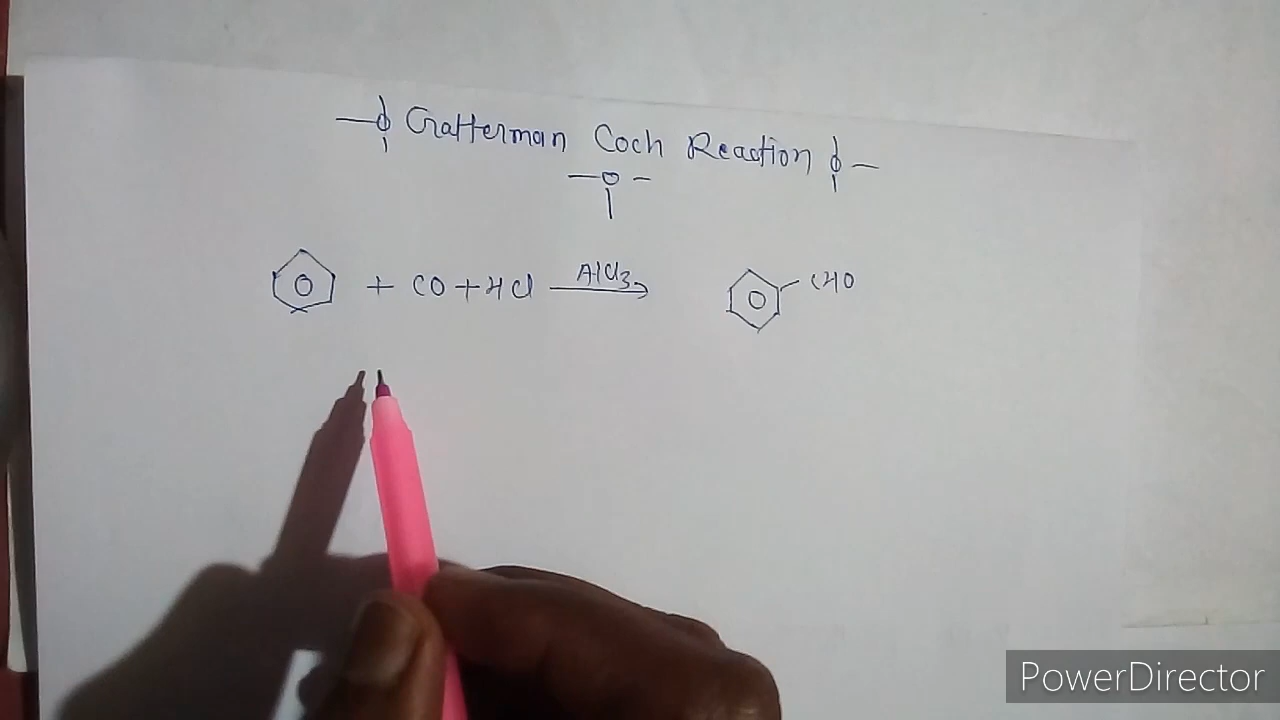 Gatterman Coch Reaction
+ CO + HCl AlCl3 CHO
PowerDirector